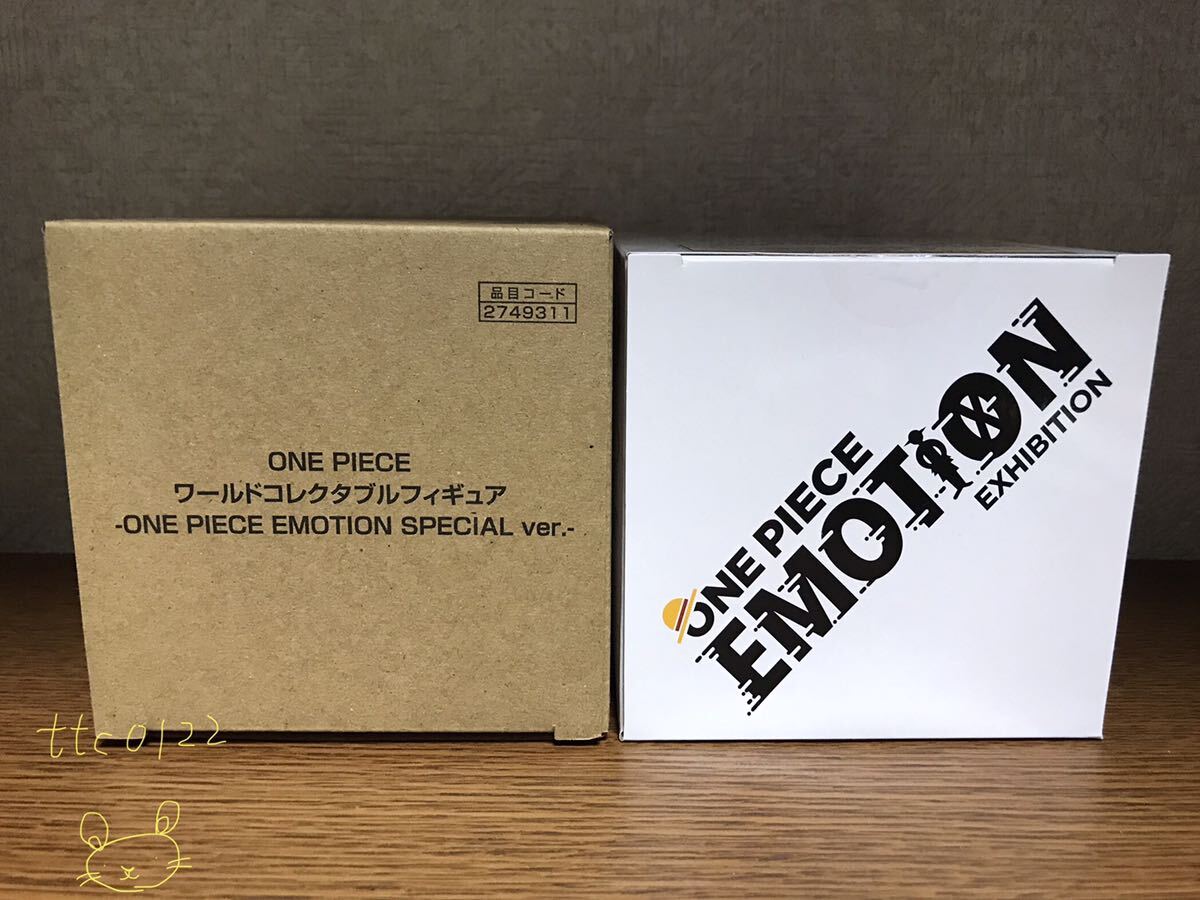 品目コード
2749311
ONE PIECE
ワールドコレクタブルフィギュア
-ONE PIECE EMOTION SPECIAL ver.-
ONE PIECE
EMOTION
EXHIBITION
ttc0122